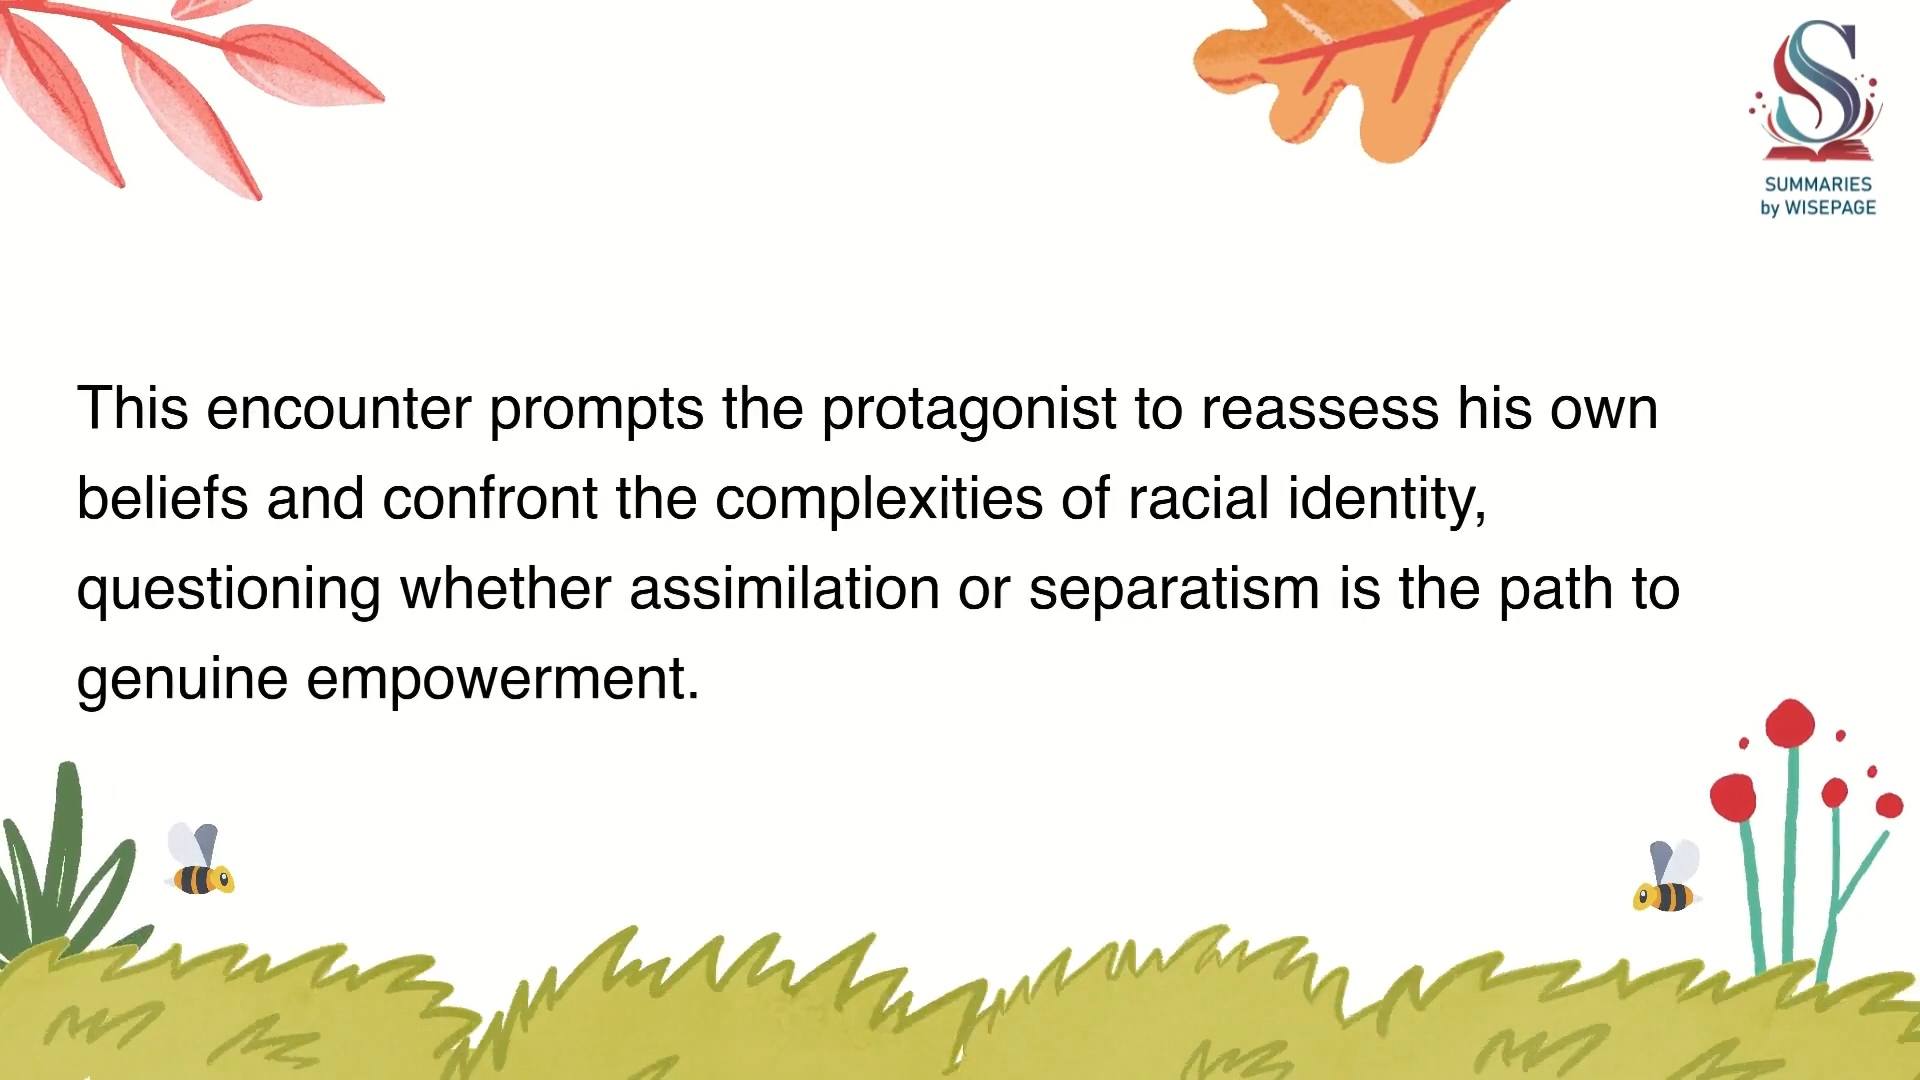 SUMMARIES
by WISEPAGE
This encounter prompts the protagonist to reassess his own
beliefs and confront the complexities of racial identity,
questioning whether assimilation or separatism is the path to
genuine empowerment.